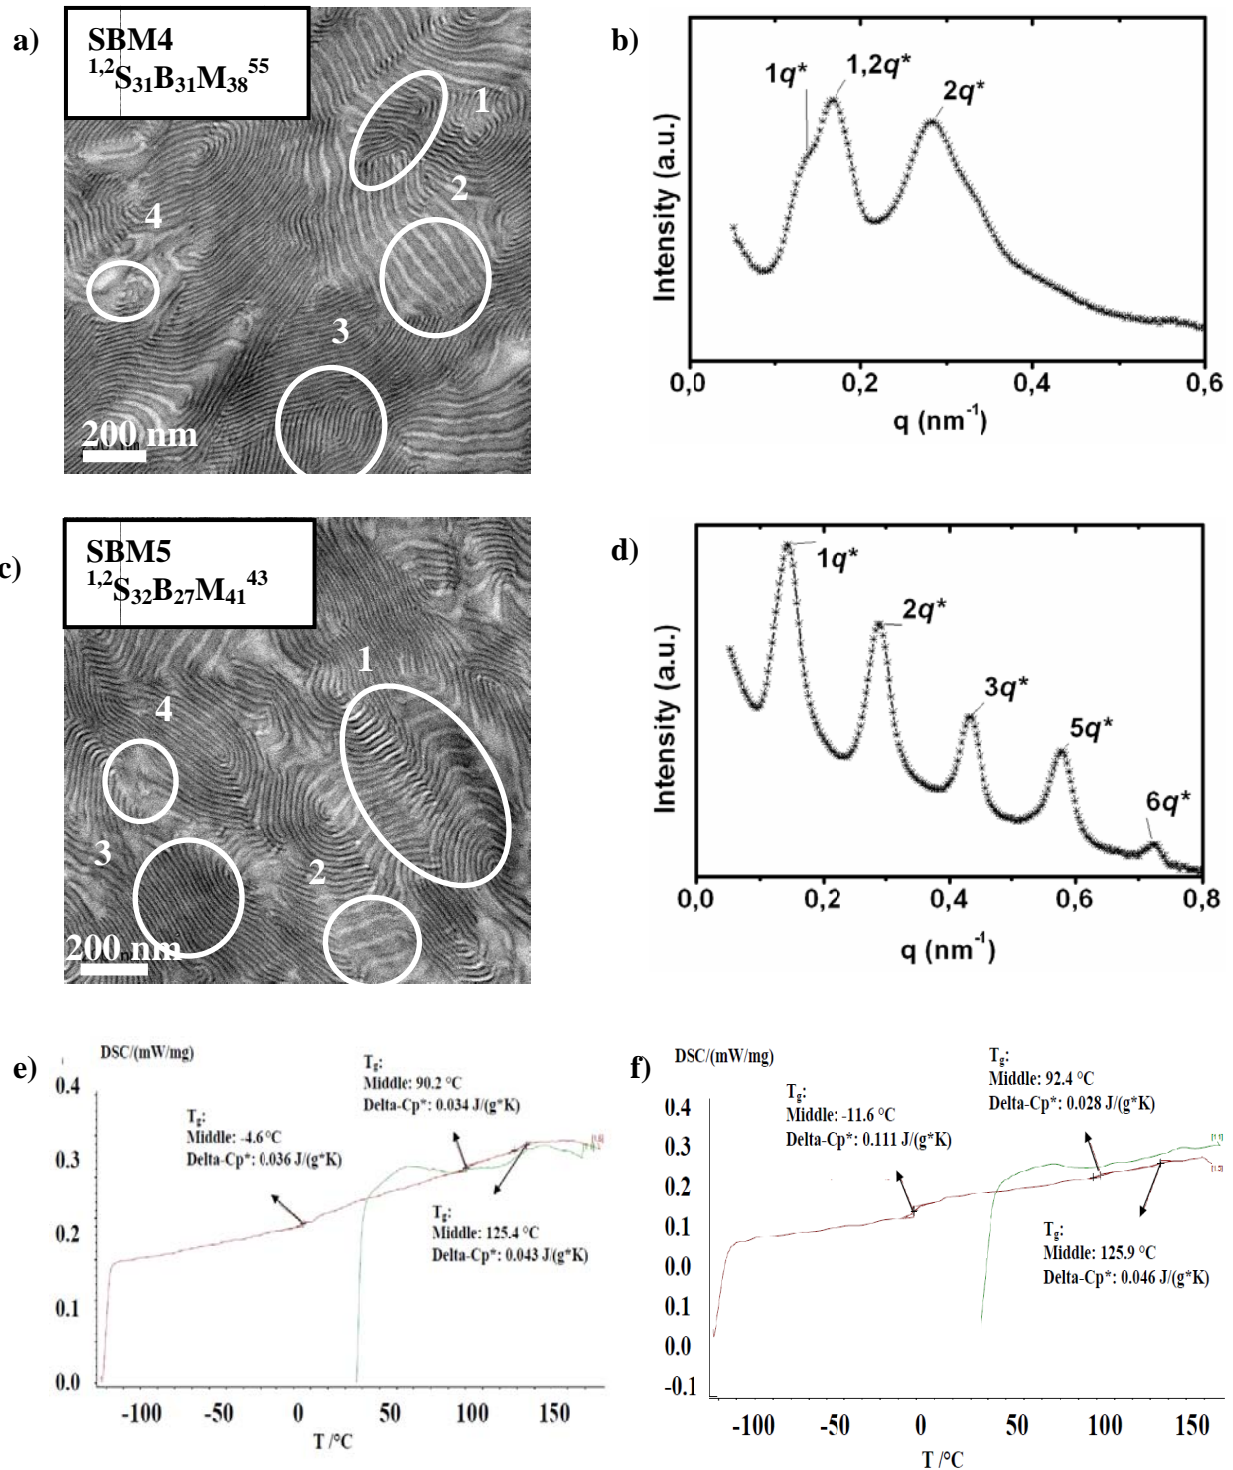 a)
SBM4
1,2S31B31M38 55
1
2
4
3
200 nm
b)
1q*
1,2q*
2q*
Intensity (a.u.)
0,0
0,2
0,4
0,6
q (nm-1)
c)
SBM5
1,2S32B27M41 43
1
4
3
2
200 nm
d)
1q*
2q*
3q*
5q*
6q*
Intensity (a.u.)
0,0
0,2
0,4
0,6
0,8
q (nm-1)
e)
DSC/(mW/mg)
0.4
0.3
0.2
0.1
0.0
Tg:
Middle: -4.6 °C
Delta-Cp*: 0.036 J/(g*K)
Tg:
Middle: 90.2 °C
Delta-Cp*: 0.034 J/(g*K)
Tg:
Middle: 125.4 °C
Delta-Cp*: 0.043 J/(g*K)
-100
-50
0
50
100
150
T /°C
f)
DSC/(mW/mg)
0.4
0.3
0.2
0.1
0.0
0.1
0.0
-0.1
Tg:
Middle: -11.6 °C
Delta-Cp*: 0.111 J/(g*K)
Tg:
Middle: 92.4 °C
Delta-Cp*: 0.028 J/(g*K)
Tg:
Middle: 125.9 °C
Delta-Cp*: 0.046 J/(g*K)
[1.1]
-100
-50
0
50
100
150
T /°C